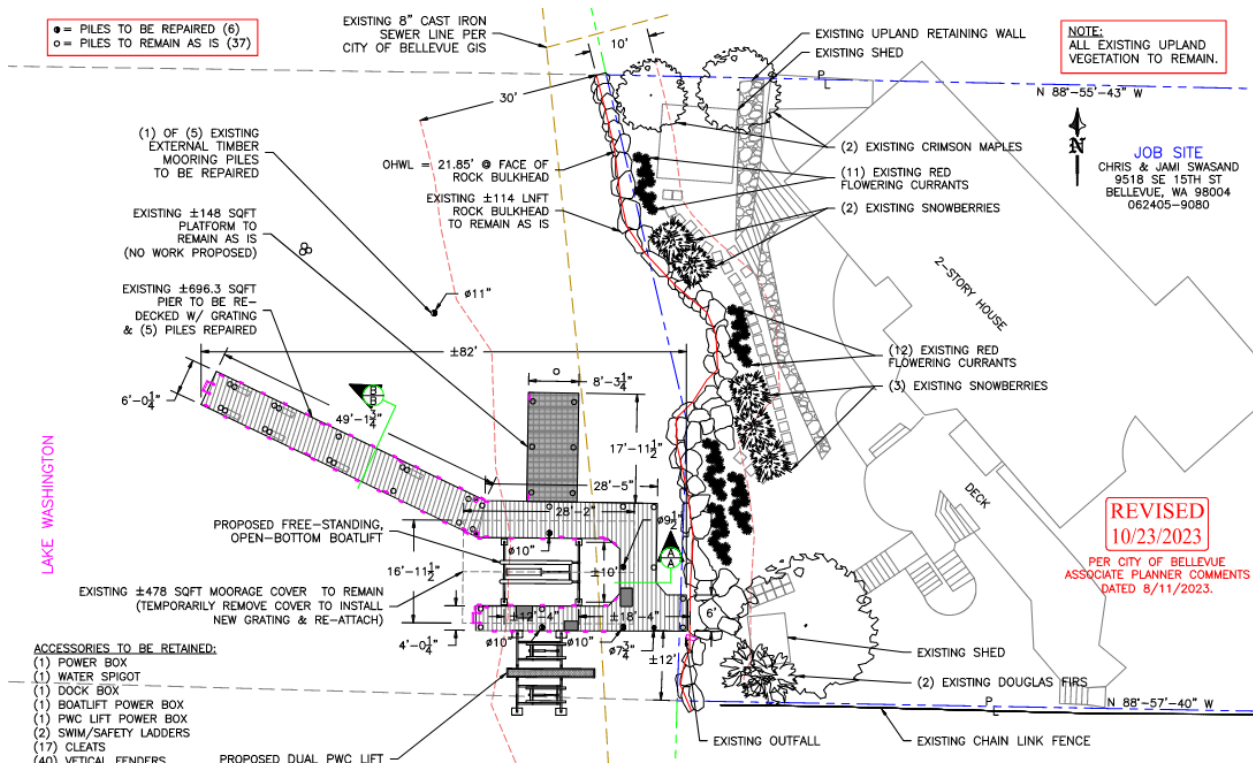 = PILES TO BE REPAIRED (6)
= PILES TO REMAIN AS IS (37)
EXISTING 8" CAST IRON
SEWER LINE PER
CITY OF BELLEVUE GIS
10'
EXISTING UPLAND RETAINING WALL
EXISTING SHED
NOTE:
ALL EXISTING UPLAND
VEGETATION TO REMAIN.
P
L
N 88°-55'-43" W
30'
N
JOB SITE
CHRIS & JAMI SWASAND
9518 SE 15TH ST
BELLEVUE, WA 98004
062405-9080
(1) OF (5) EXISTING
EXTERNAL TIMBER
MOORING PILES
TO BE REPAIRED
OHWL = 21.85' @ FACE OF
ROCK BULKHEAD
(2) EXISTING CRIMSON MAPLES
(11) EXISTING RED
FLOWERING CURRANTS
EXISTING ±114 LNFT
ROCK BULKHEAD
TO REMAIN AS IS
(2) EXISTING SNOWBERRIES
EXISTING ±148 SQFT
PLATFORM TO
REMAIN AS IS
(NO WORK PROPOSED)
2-STORY HOUSE
EXISTING ±696.3 SQFT
PIER TO BE RE-
DECKED W/ GRATING
& (5) PILES REPAIRED
ø11"
±82'
(12) EXISTING RED
FLOWERING CURRANTS
(3) EXISTING SNOWBERRIES
8'-3¼"
B
B
6'-0¼"
49'-1¾"
17'-11½"
LAKE WASHINGTON
28'-5"
28'-2"
DECK
PROPOSED FREE-STANDING,
OPEN-BOTTOM BOATLIFT
ø10"
ø9½"
A
A
REVISED
10/23/2023
PER CITY OF BELLEVUE
ASSOCIATE PLANNER COMMENTS
DATED 8/11/2023.
16'-11½"
±10'
EXISTING ±478 SQFT MOORAGE COVER TO REMAIN
(TEMPORARILY REMOVE COVER TO INSTALL
NEW GRATING & RE-ATTACH)
±12'-4"
±18'-4"
6'
4'-0¼"
ø10"
ø10"
ø7¾"
±12'
EXISTING SHED
(2) EXISTING DOUGLAS FIRS
P
L
N 88°-57'-40" W
ACCESSORIES TO BE RETAINED:
(1) POWER BOX
(1) WATER SPIGOT
(1) DOCK BOX
(1) BOATLIFT POWER BOX
(1) PWC LIFT POWER BOX
(2) SWIM/SAFETY LADDERS
(17) CLEATS
(40) VETICAL FENDERS
PROPOSED DUAL PWC LIFT
EXISTING OUTFALL
EXISTING CHAIN LINK FENCE